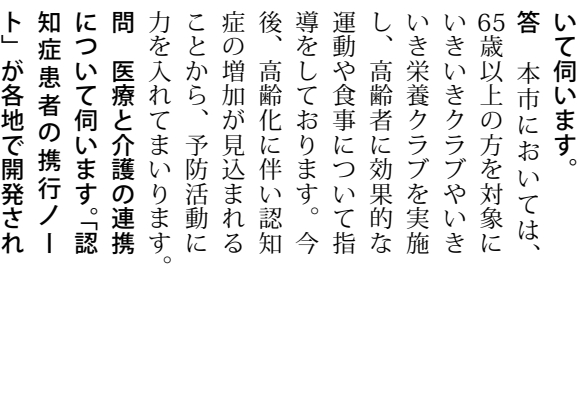 いて伺います。
答　本市においては、
65歳以上の方を対象に
いきいきクラブやいき
いき栄養クラブを実施
し、高齢者に効果的な
運動や食事について指
導をしております。今
後、高齢化に伴い認知
症の増加が見込まれる
ことから、予防活動に
力を入れてまいります。
問　医療と介護の連携
について伺います。「認
知症患者の携行ノー
ト」が各地で開発され